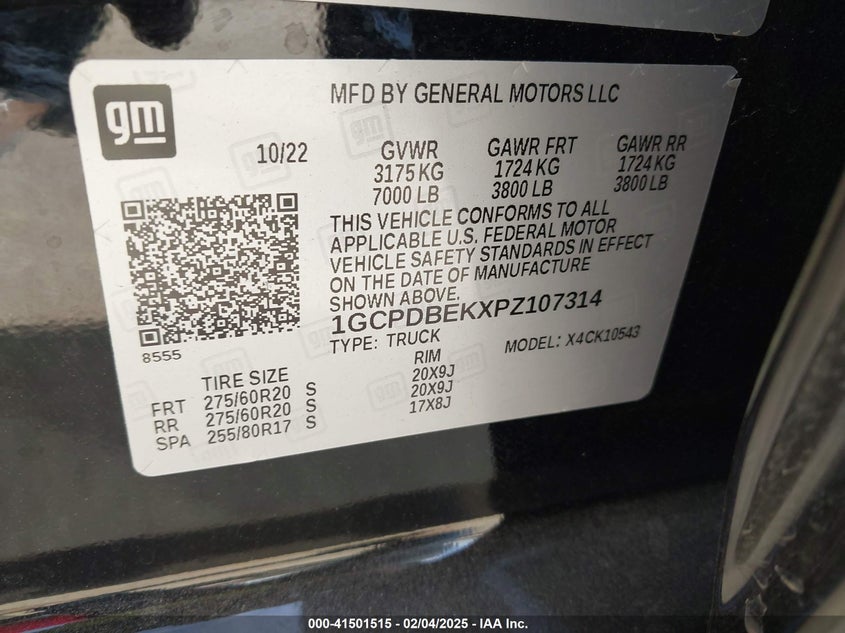 gm
MFD BY GENERAL MOTORS LLC
10/22
GVWR GAWR FRT GAWR RR
3175 KG 1724 KG 1724 KG
7000 LB 3800 LB 3800 LB
THIS VEHICLE CONFORMS TO ALL
APPLICABLE U.S. FEDERAL MOTOR
VEHICLE SAFETY STANDARDS IN EFFECT
ON THE DATE OF MANUFACTURE
SHOWN ABOVE.
1GCPDBEKXPZ107314
8555
TYPE: TRUCK MODEL: X4CK10543
TIRE SIZE RIM
FRT 275/60R20 S 20X9J
RR 275/60R20 S 20X9J
SPA 255/80R17 S 17X8J
000-41501515 - 02/04/2025 - IAA Inc.